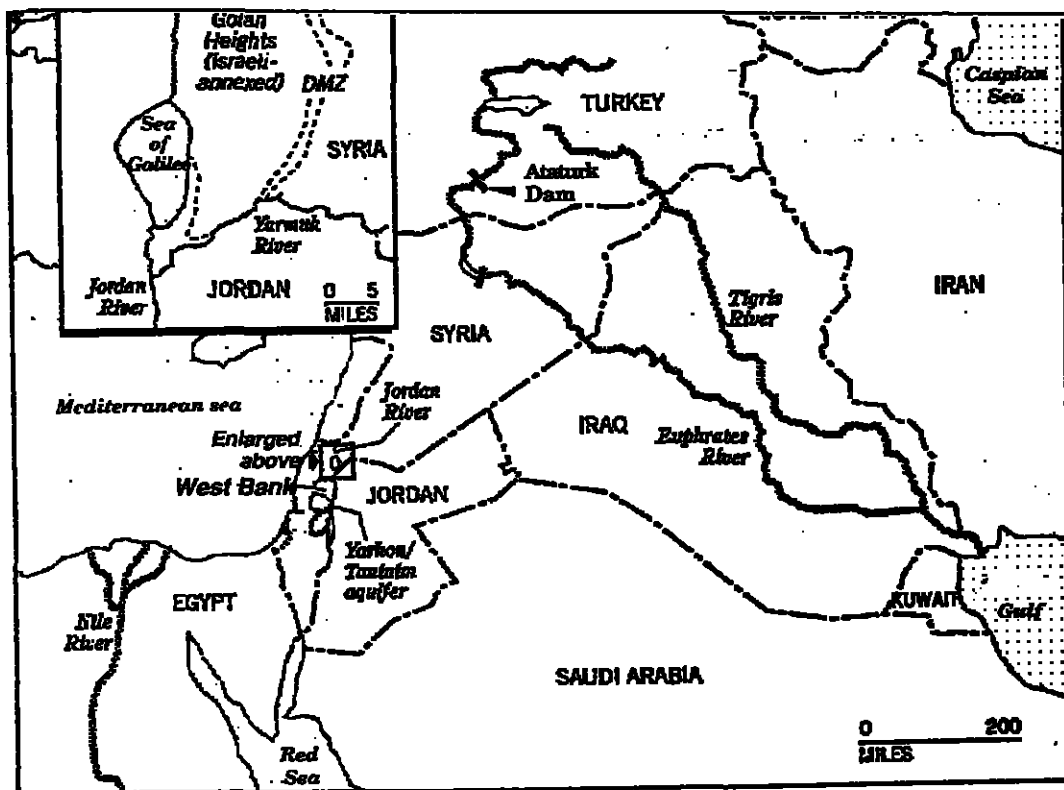 Golan
Heights
(Israeli-
annexed)
DMZ
Sea
of
Galilee
SYRIA
Yarmuk
River
Jordan
River
JORDAN
0 5
MILES
TURKEY
Caspian
Sea
Ataturk
Dam
IRAN
Tigris
River
SYRIA
Mediterranean sea
Jordan
River
IRAQ
Euphrates
River
Enlarged
above
West Bank
JORDAN
Yarkon/
aquifer
EGYPT
Nile
River
KUWAIT
Gulf
SAUDI ARABIA
0 200
MILES
Red
Sea